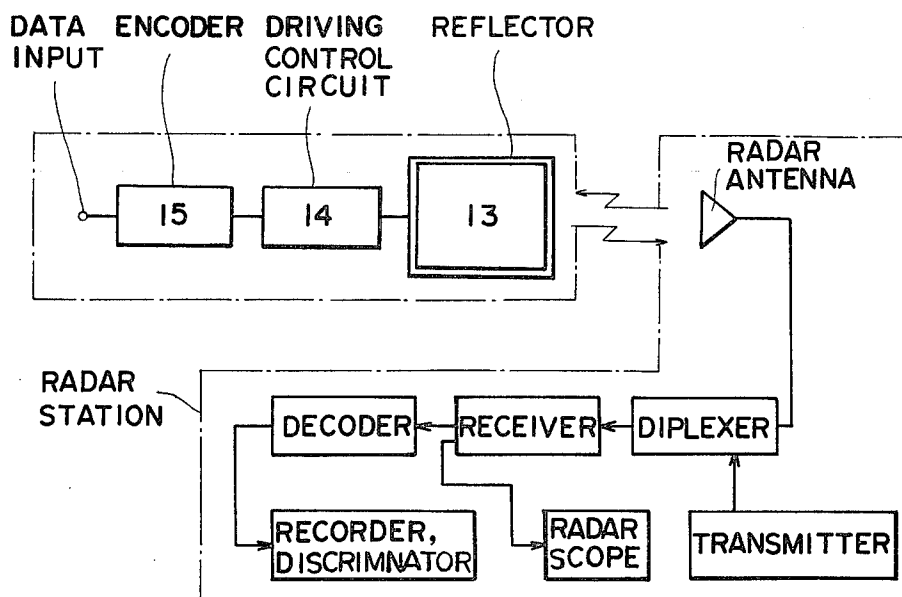 DATA
INPUT
ENCODER
DRIVING
CONTROL
CIRCUIT
REFLECTOR
15
14
13
RADAR
ANTENNA
RADAR
STATION
DECODER
RECEIVER
DIPLEXER
RECORDER,
DISCRIMNATOR
RADAR
SCOPE
TRANSMITTER